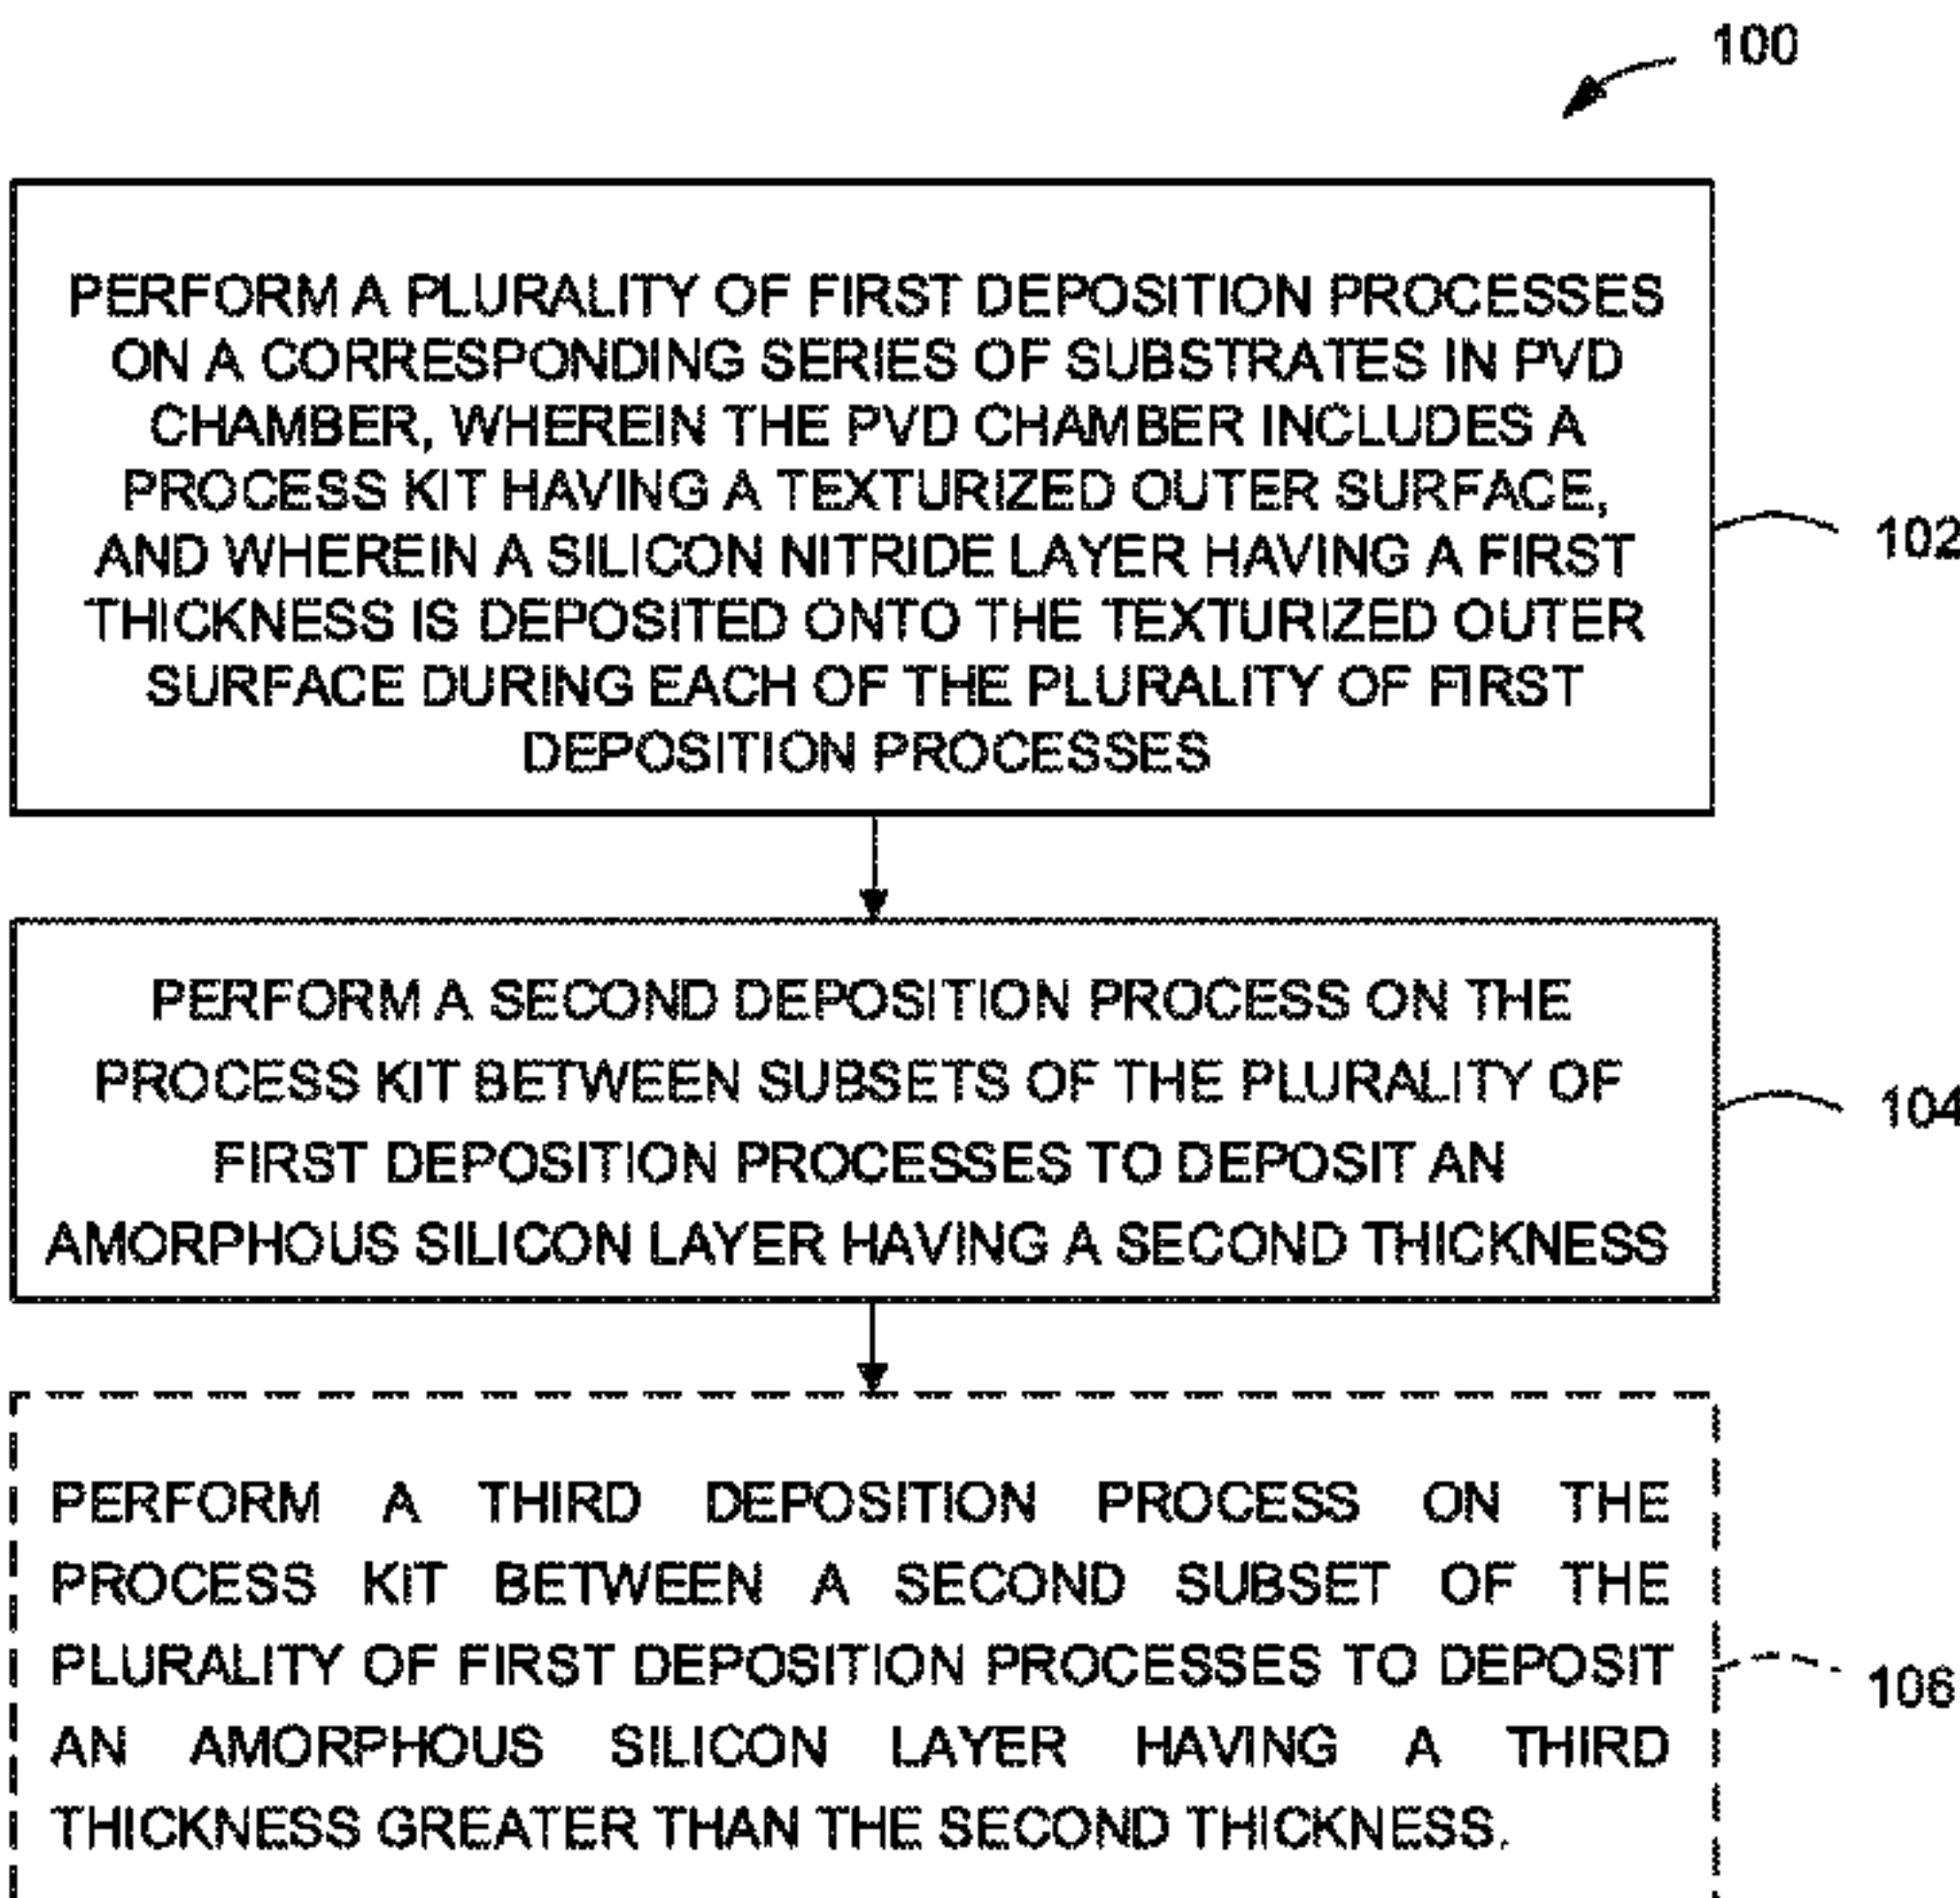 100
PERFORM A PLURALITY OF FIRST DEPOSITION PROCESSES
ON A CORRESPONDING SERIES OF SUBSTRATES IN PVD
CHAMBER, WHEREIN THE PVD CHAMBER INCLUDES A
PROCESS KIT HAVING A TEXTURIZED OUTER SURFACE,
AND WHEREIN A SILICON NITRIDE LAYER HAVING A FIRST
THICKNESS IS DEPOSITED ONTO THE TEXTURIZED OUTER
SURFACE DURING EACH OF THE PLURALITY OF FIRST
DEPOSITION PROCESSES
102
PERFORM A SECOND DEPOSITION PROCESS ON THE
PROCESS KIT BETWEEN SUBSETS OF THE PLURALITY OF
FIRST DEPOSITION PROCESSES TO DEPOSIT AN
AMORPHOUS SILICON LAYER HAVING A SECOND THICKNESS
104
PERFORM A THIRD DEPOSITION PROCESS ON THE
PROCESS KIT BETWEEN A SECOND SUBSET OF THE
PLURALITY OF FIRST DEPOSITION PROCESSES TO DEPOSIT
AN AMORPHOUS SILICON LAYER HAVING A THIRD
THICKNESS GREATER THAN THE SECOND THICKNESS.
106